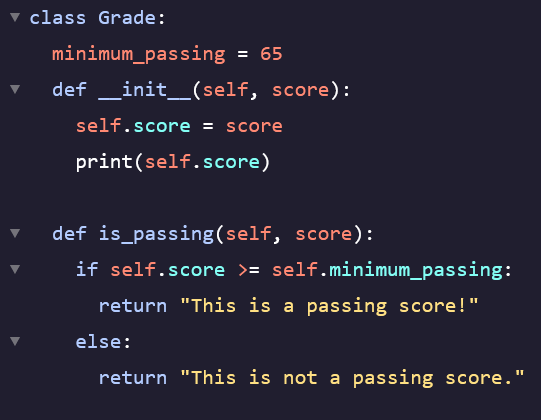 class Grade:
  minimum_passing = 65
  def __init__(self, score):
    self.score = score
    print(self.score)

  def is_passing(self, score):
    if self.score >= self.minimum_passing:
      return "This is a passing score!"
    else:
      return "This is not a passing score."